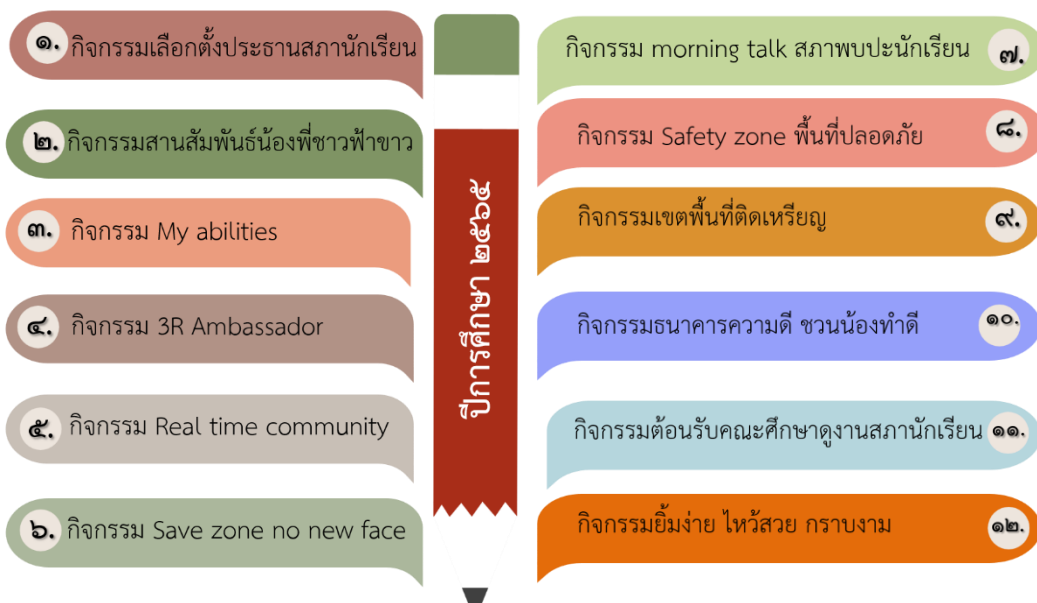 ๑. กิจกรรมเลือกตั้งประธานสภานักเรียน
๒. กิจกรรมสานสัมพันธ์น้องพี่ชาวฟ้าขาว
๓. กิจกรรม My abilities
๔. กิจกรรม 3R Ambassador
๕. กิจกรรม Real time community
๖. กิจกรรม Save zone no new face
ปีการศึกษา ๒๕๖๕
กิจกรรม morning talk สภาพบปะนักเรียน ๗.
กิจกรรม Safety zone พื้นที่ปลอดภัย ๘.
กิจกรรมเขตพื้นที่ติดเหรียญ ๙.
กิจกรรมธนาคารความดี ชวนน้องทำดี ๑๐.
กิจกรรมต้อนรับคณะศึกษาดูงานสภานักเรียน ๑๑.
กิจกรรมยิ้มง่าย ไหว้สวย กราบงาม ๑๒.